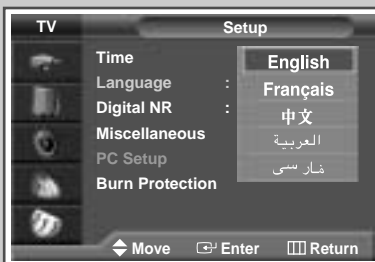 TV Setup
Time
Language :
Digital NR :
Miscellaneous
PC Setup
Burn Protection
English
Français
中文
العربية
فارسى
Move Enter Return